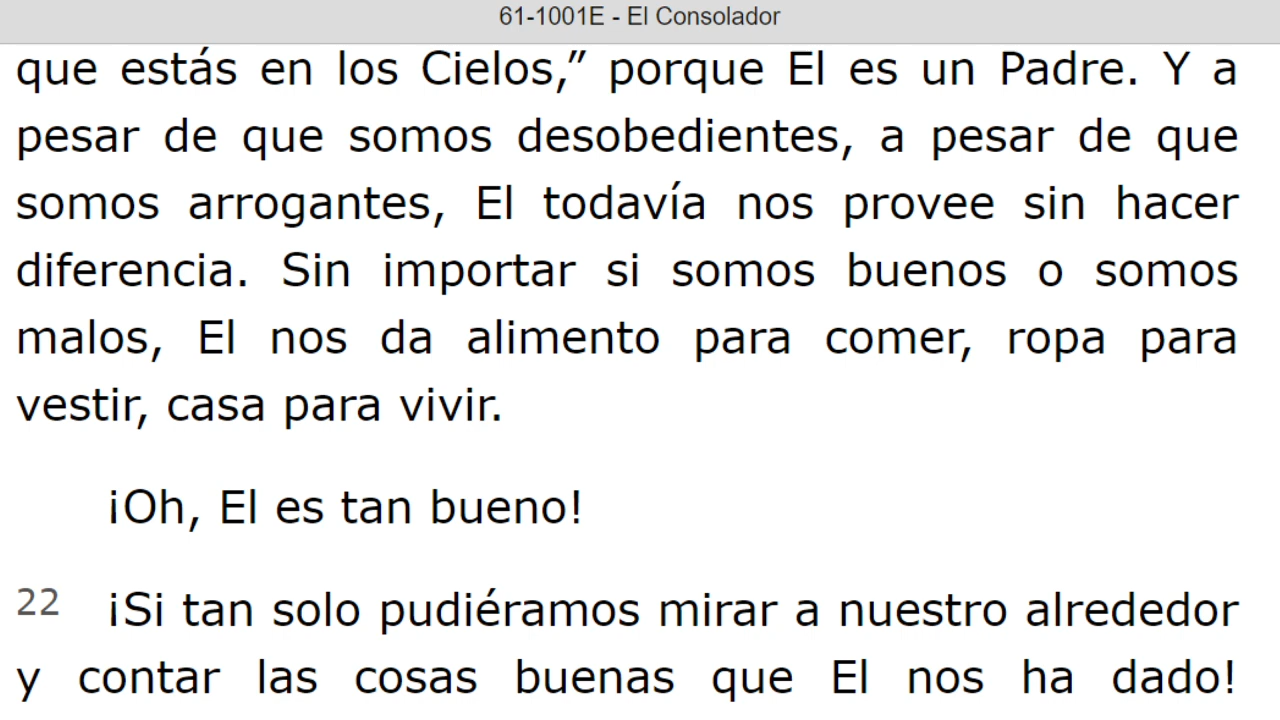 61-1001E - El Consolador
que estás en los Cielos,” porque El es un Padre. Y a
pesar de que somos desobedientes, a pesar de que
somos arrogantes, El todavía nos provee sin hacer
diferencia. Sin importar si somos buenos o somos
malos, El nos da alimento para comer, ropa para
vestir, casa para vivir.
¡Oh, El es tan bueno!
22 ¡Si tan solo pudiéramos mirar a nuestro alrededor
y contar las cosas buenas que El nos ha dado!